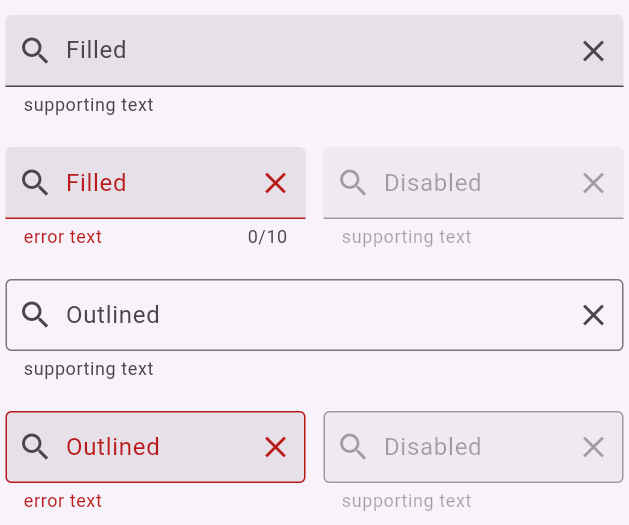 Filled
supporting text
Filled
Disabled
error text 0/10
supporting text
Outlined
supporting text
Outlined
Disabled
error text
supporting text